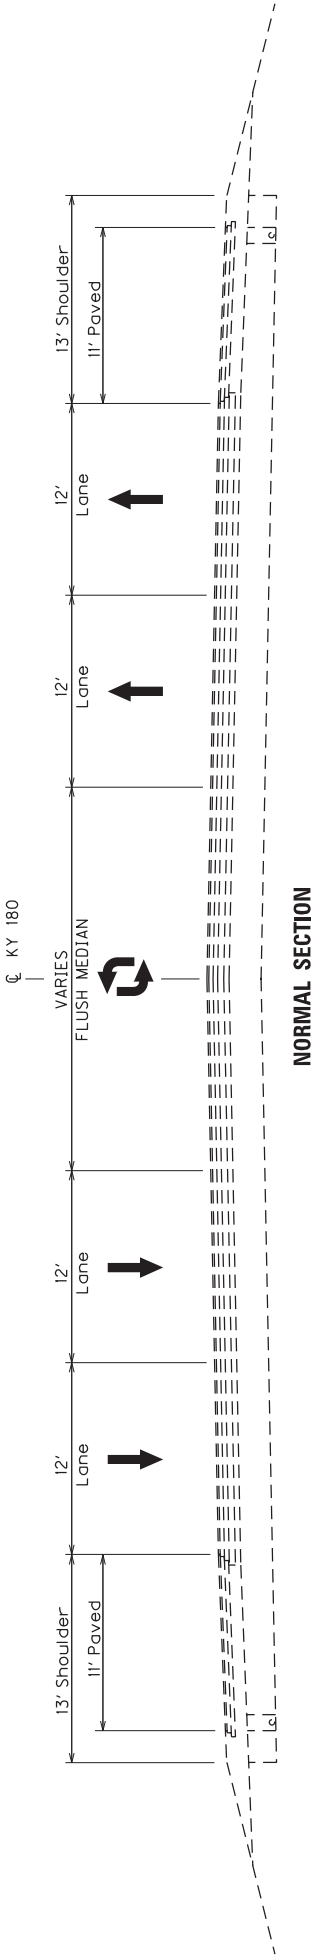 ℄ KY 180
13' Shoulder
11' Paved
12'
Lane
12'
Lane
VARIES
FLUSH MEDIAN
12'
Lane
12'
Lane
13' Shoulder
11' Paved
NORMAL SECTION